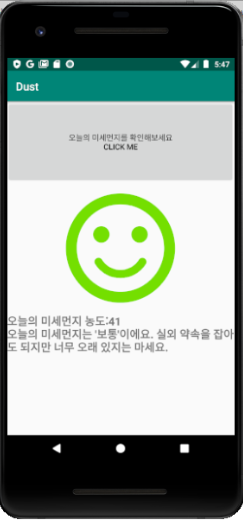 5:47
Dust
오늘의 미세먼지를 확인해보세요
CLICK ME
오늘의 미세먼지 농도:41
오늘의 미세먼지는 '보통'이에요. 실외 약속을 잡아
도 되지만 너무 오래 있지는 마세요.